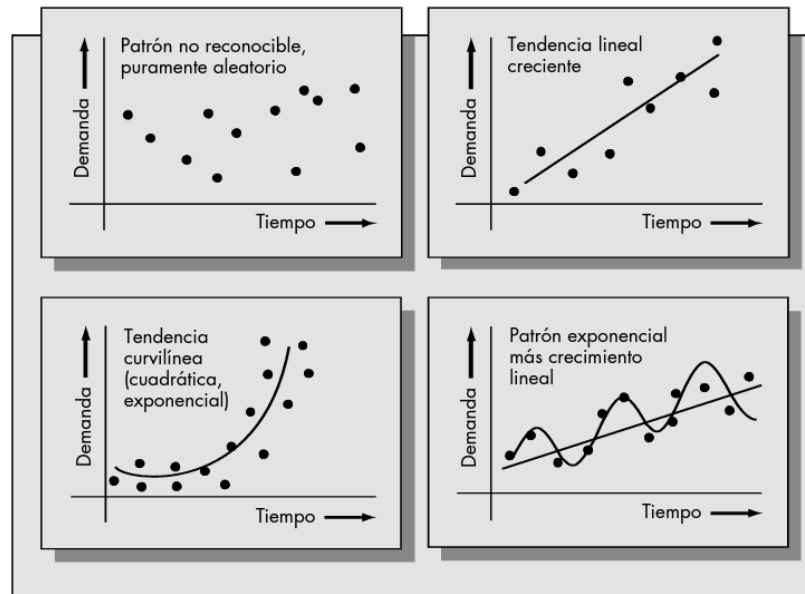 Patrón no reconocible,
puramente aleatorio
Demanda
Tiempo
Tendencia lineal
creciente
Demanda
Tiempo
Tendencia
curvilínea
(cuadrática,
exponencial)
Demanda
Tiempo
Patrón exponencial
más crecimiento
lineal
Demanda
Tiempo